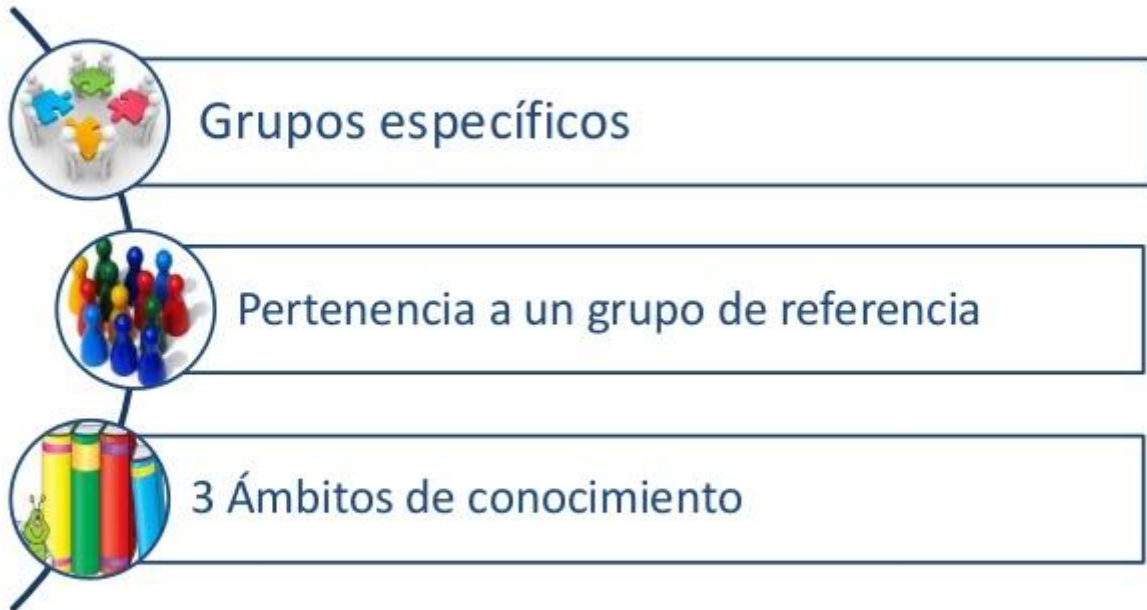 Grupos específicos
Pertenencia a un grupo de referencia
3 Ámbitos de conocimiento